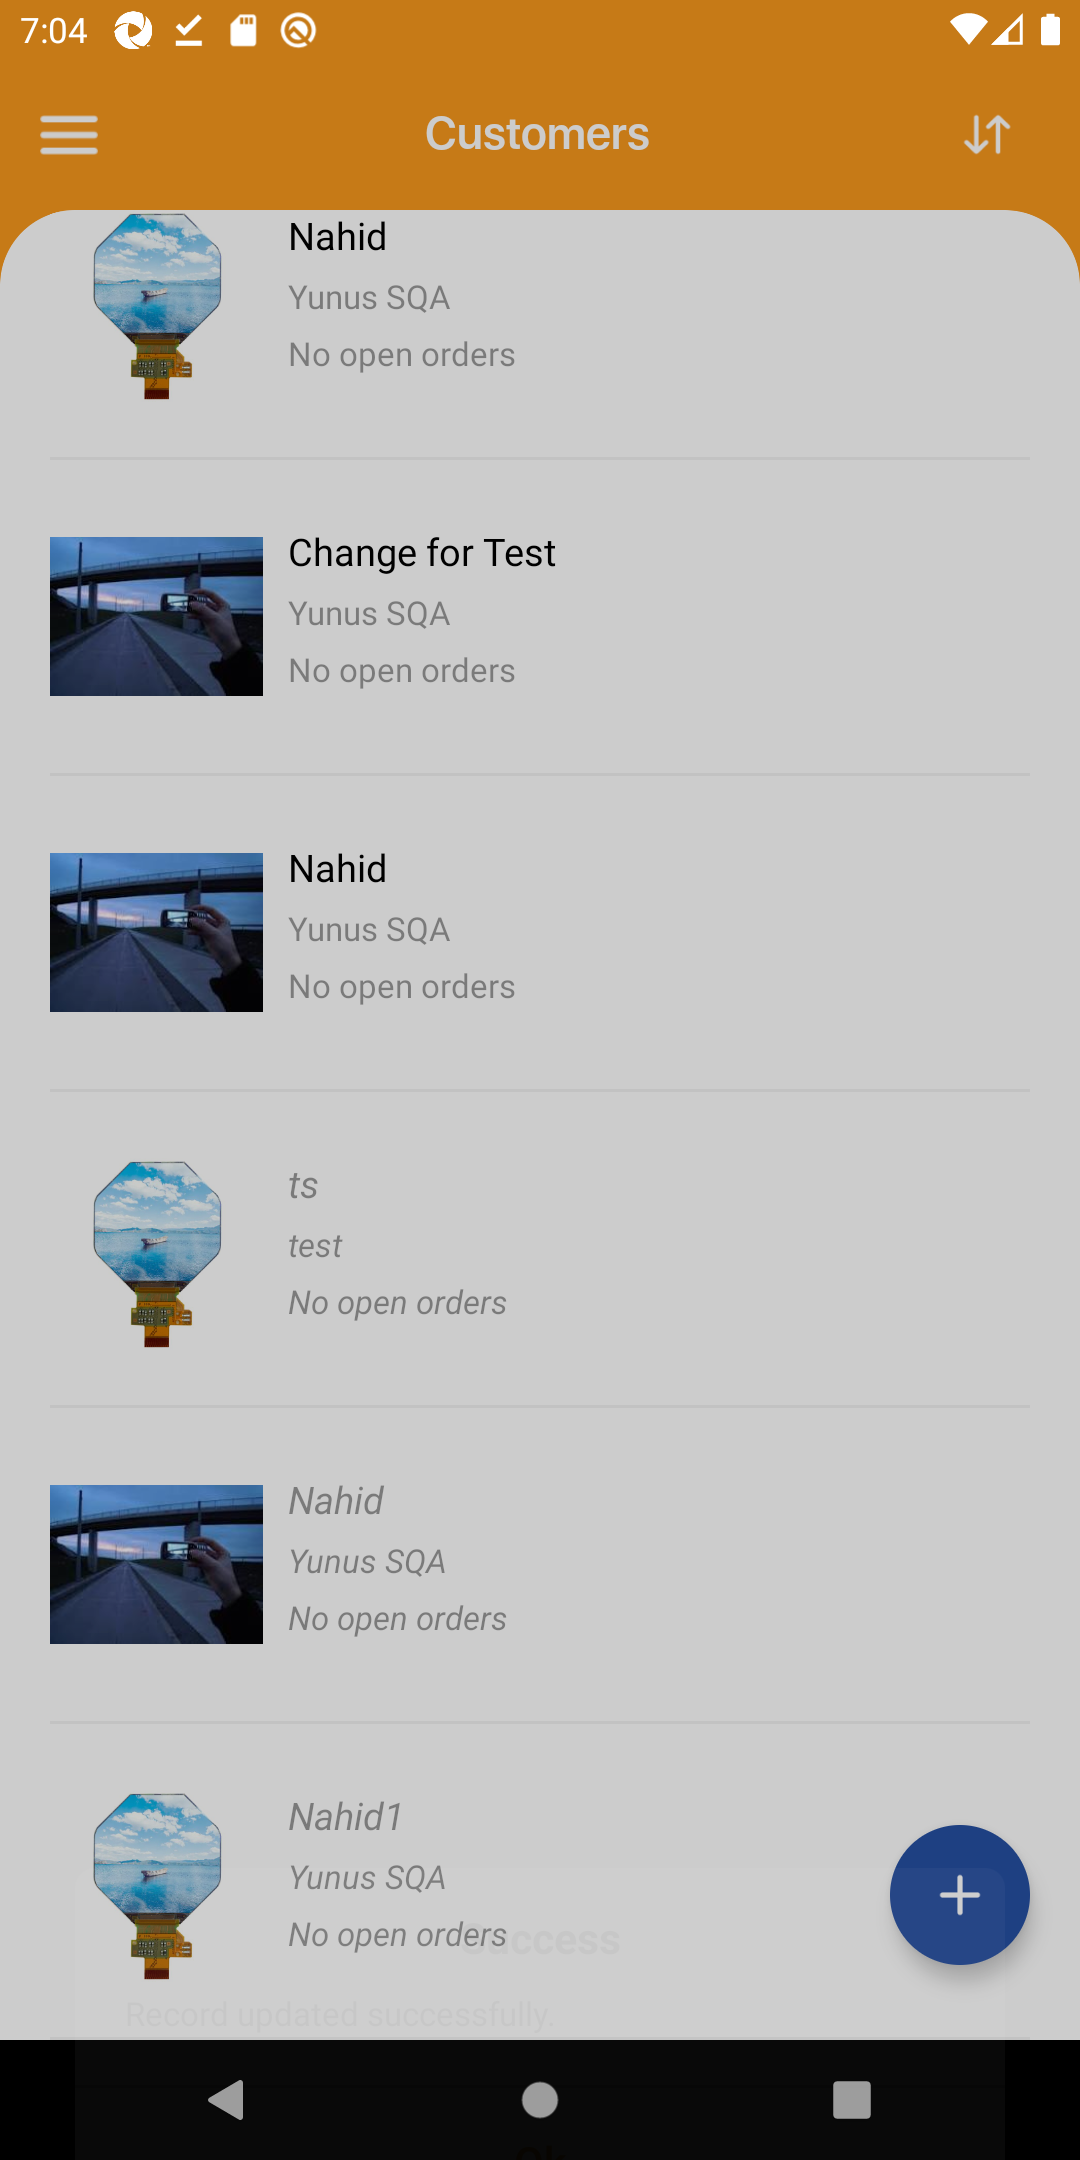 7:04
Customers
Nahid
Yunus SQA
No open orders
Change for Test
Yunus SQA
No open orders
Nahid
Yunus SQA
No open orders
ts
test
No open orders
Nahid
Yunus SQA
No open orders
Nahid1
Yunus SQA
No open orders
Success
Record updated successfully.